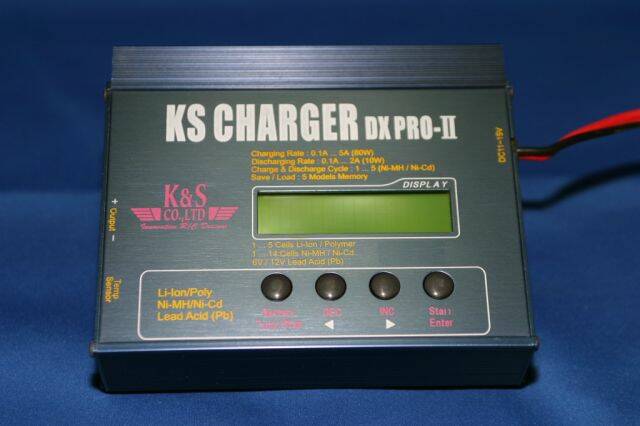 KS CHARGER DX PRO-II
Charging Rate : 0.1A ... 5A (80W)
Discharging Rate : 0.1A ... 2A (10W)
Charge & Discharge Cycle : 1 ... 5 (Ni-MH / Ni-Cd)
Save / Load : 5 Models Memory
DC11~15V
DISPLAY
K&S
CO.,LTD
Innovative R/C Designs
+ Output −
1 ... 5 Cells Li-Ion / Polymer
1 ... 14 Cells Ni-MH / Ni-Cd
6V / 12V Lead Acid (Pb)
Temp
Sensor
Li-Ion/Poly
Ni-MH/Ni-Cd
Lead Acid (Pb)
DEC
◀
INC
▶
Start
Enter